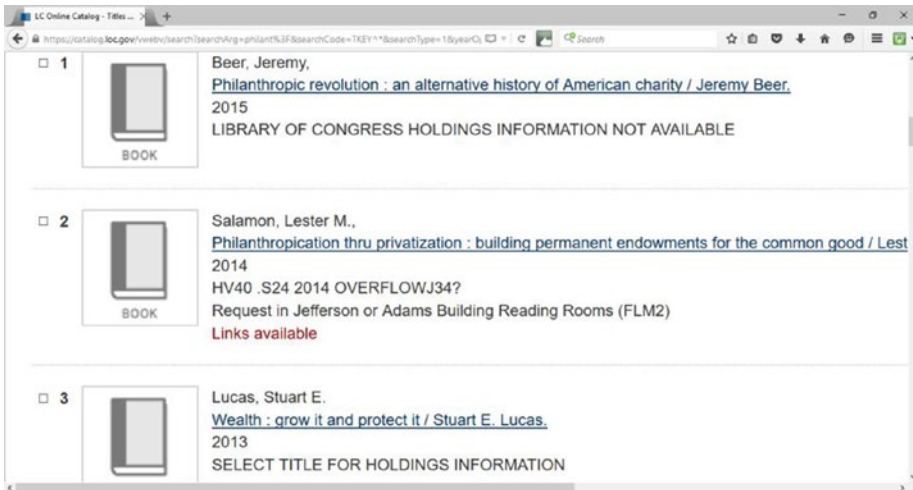 LC Online Catalog - Titles ...
https://catalog.loc.gov/vwebv/search?searchArg=philant%3F&searchCode=TKEY^*&searchType=1&year
Search
1
Beer, Jeremy,
Philanthropic revolution : an alternative history of American charity / Jeremy Beer.
2015
LIBRARY OF CONGRESS HOLDINGS INFORMATION NOT AVAILABLE
BOOK
2
Salamon, Lester M.,
Philanthropication thru privatization : building permanent endowments for the common good / Lest
2014
HV40 .S24 2014 OVERFLOWJ34?
Request in Jefferson or Adams Building Reading Rooms (FLM2)
Links available
BOOK
3
Lucas, Stuart E.
Wealth : grow it and protect it / Stuart E. Lucas.
2013
SELECT TITLE FOR HOLDINGS INFORMATION